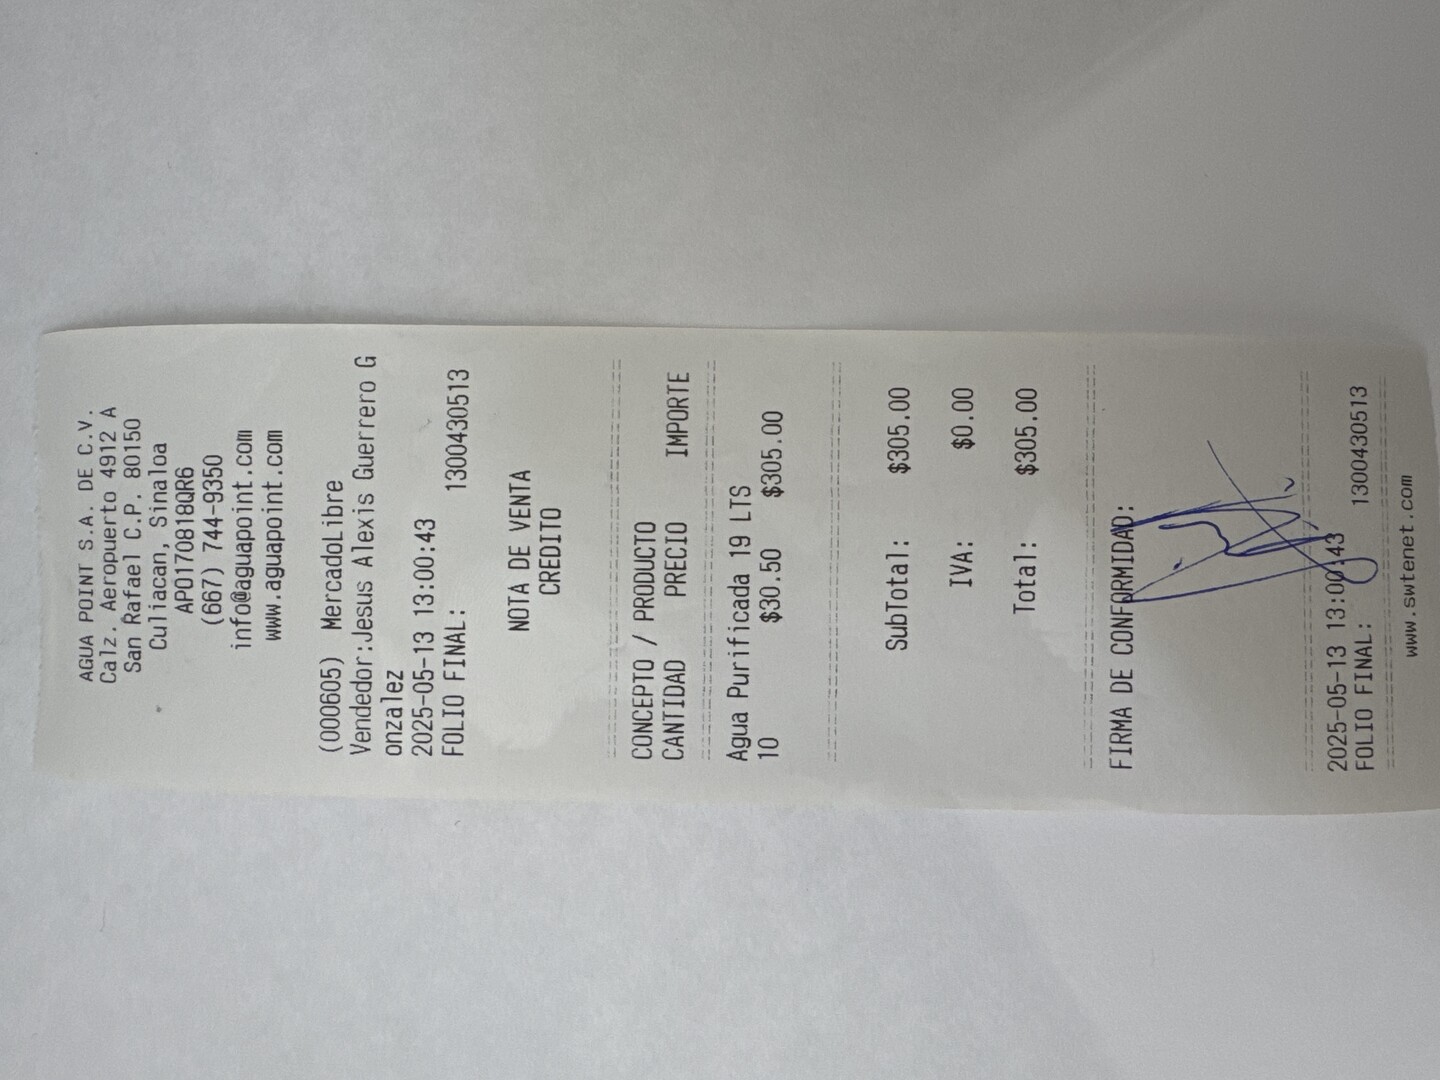 AGUA POINT S.A. DE C.V.
Calz. Aeropuerto 4912 A
San Rafael C.P. 80150
Culiacan, Sinaloa
APO170818QR6
(667) 744-9350
info@aguapoint.com
www.aguapoint.com
(000605) MercadoLibre
Vendedor:Jesus Alexis Guerrero G
onzalez
2025-05-13 13:00:43
FOLIO FINAL: 1300430513
NOTA DE VENTA
CREDITO
CONCEPTO / PRODUCTO
CANTIDAD PRECIO IMPORTE
Agua Purificada 19 LTS
10 $30.50 $305.00
SubTotal: $305.00
IVA: $0.00
Total: $305.00
FIRMA DE CONFORMIDAD:
2025-05-13 13:00:43
FOLIO FINAL: 1300430513
www.swtenet.com